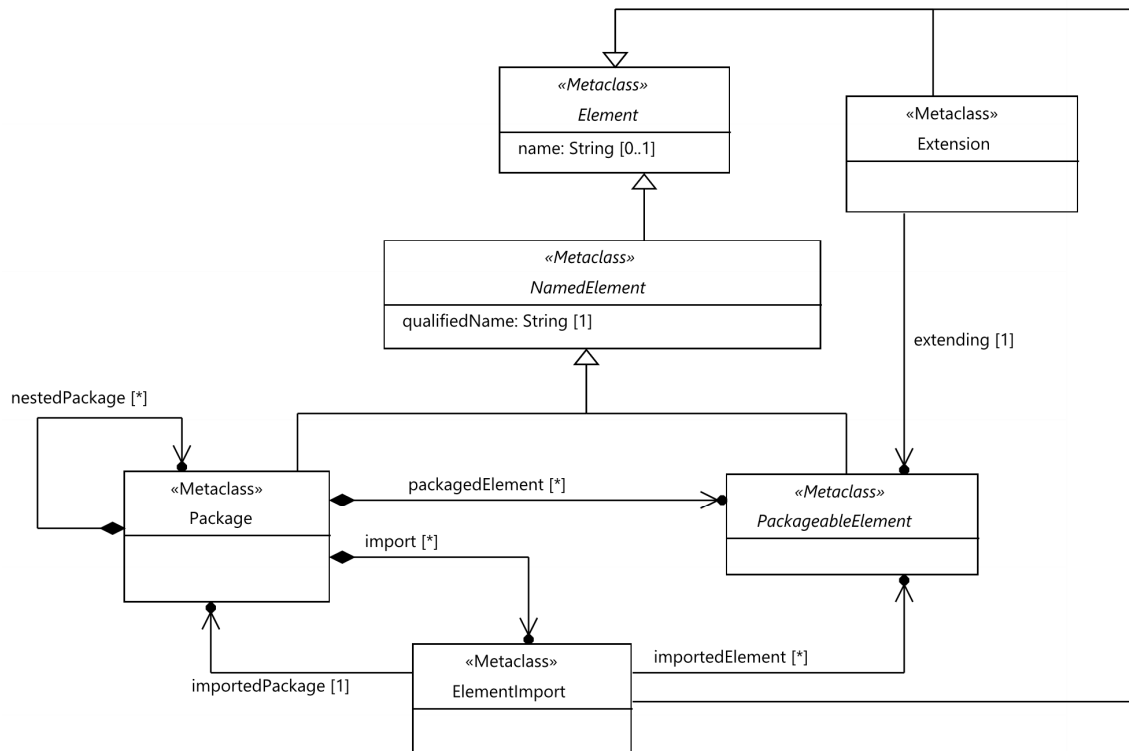 «Metaclass»
Element
name: String [0..1]
«Metaclass»
Extension
«Metaclass»
NamedElement
qualifiedName: String [1]
extending [1]
nestedPackage [*]
«Metaclass»
Package
packagedElement [*]
«Metaclass»
PackageableElement
import [*]
importedPackage [1]
«Metaclass»
ElementImport
importedElement [*]